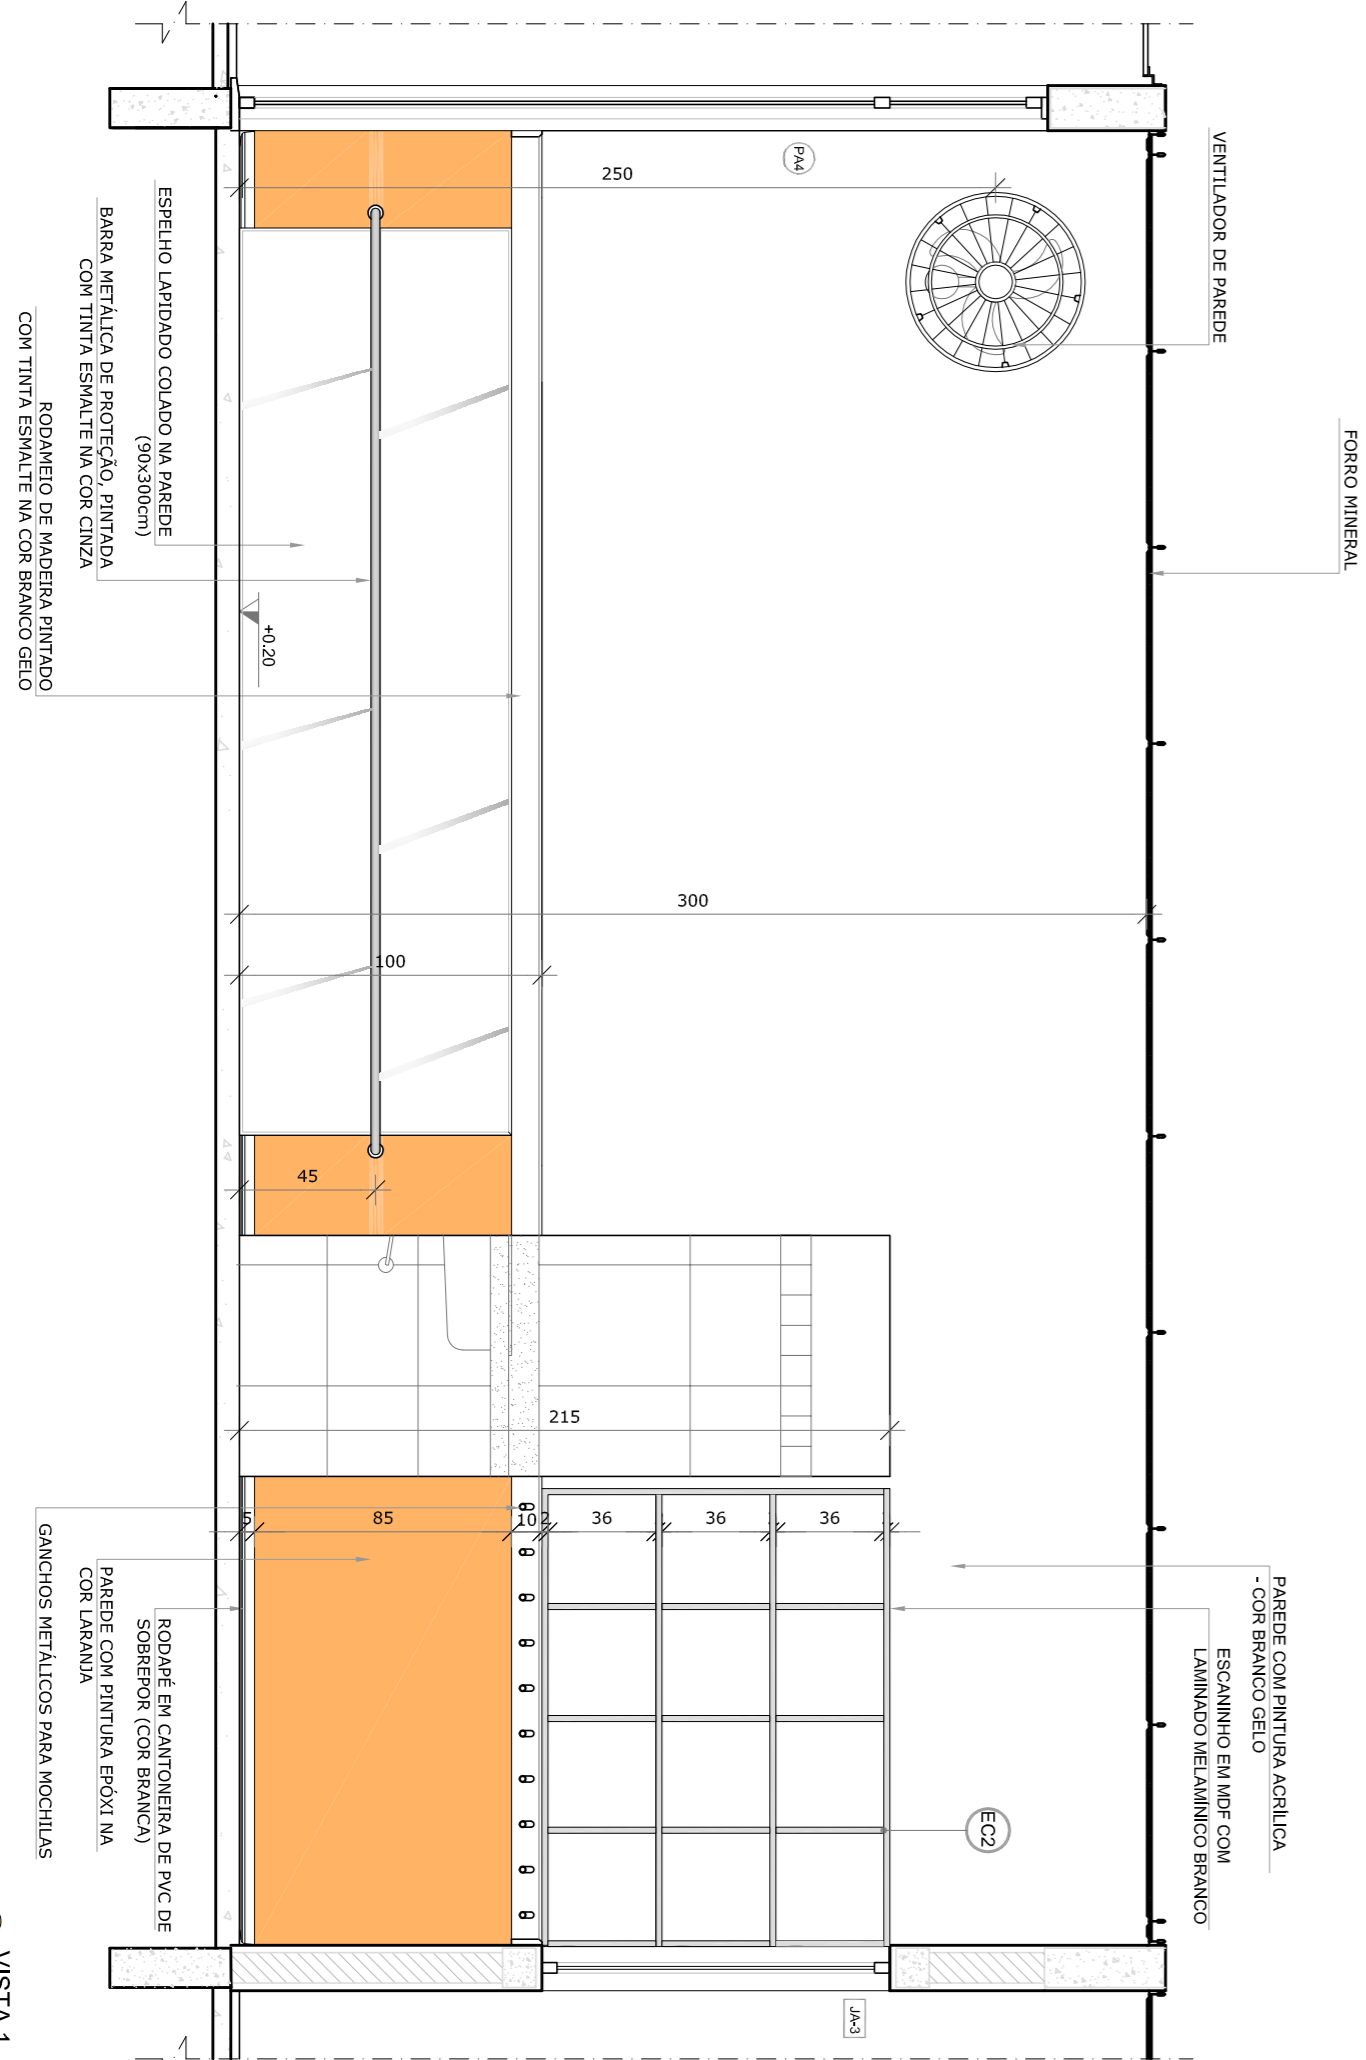 FORRO MINERAL
VENTILADOR DE PAREDE
PAREDE COM PINTURA ACRÍLICA
- COR BRANCO GELO
ESCANINHO EM MDF COM
LAMINADO MELAMÍNICO BRANCO
PA4
EC2
JA-3
250
300
100
45
215
5
85
10
2
36
36
36
+0.20
ESPELHO LAPIDADO COLADO NA PAREDE
(90x300cm)
BARRA METÁLICA DE PROTEÇÃO, PINTADA
COM TINTA ESMALTE NA COR CINZA
RODAMEIO DE MADEIRA PINTADO
COM TINTA ESMALTE NA COR BRANCO GELO
RODAPÉ EM CANTONEIRA DE PVC DE
SOBREPOR (COR BRANCA)
PAREDE COM PINTURA EPÓXI NA
COR LARANJA
GANCHOS METÁLICOS PARA MOCHILAS
VISTA 1